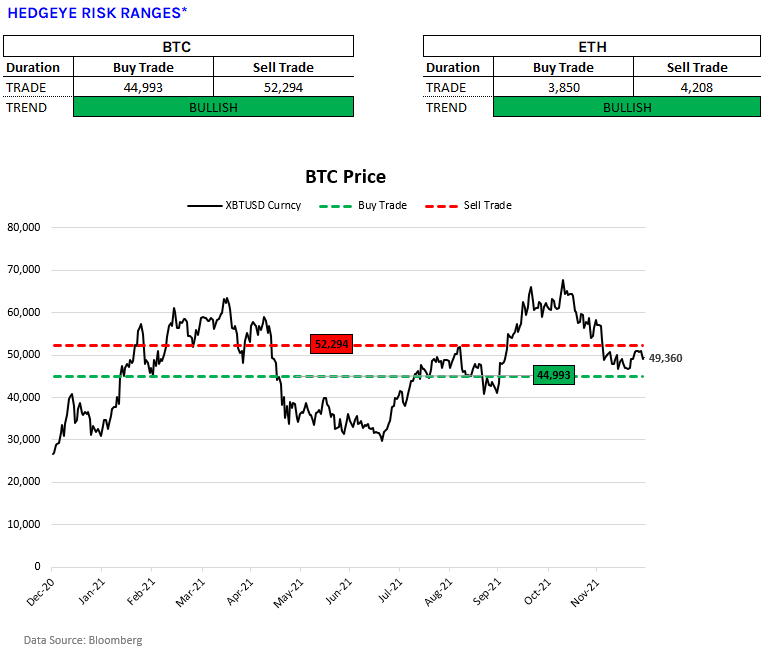 HEDGEYE RISK RANGES*
BTC
Duration Buy Trade Sell Trade
TRADE 44,993 52,294
TREND BULLISH
ETH
Duration Buy Trade Sell Trade
TRADE 3,850 4,208
TREND BULLISH
BTC Price
XBTUSD Curncy Buy Trade Sell Trade
80,000
70,000
60,000
50,000
40,000
30,000
20,000
10,000
0
52,294
49,360
44,993
Dec-20 Jan-21 Feb-21 Mar-21 Apr-21 May-21 Jun-21 Jul-21 Aug-21 Sep-21 Oct-21 Nov-21
Data Source: Bloomberg